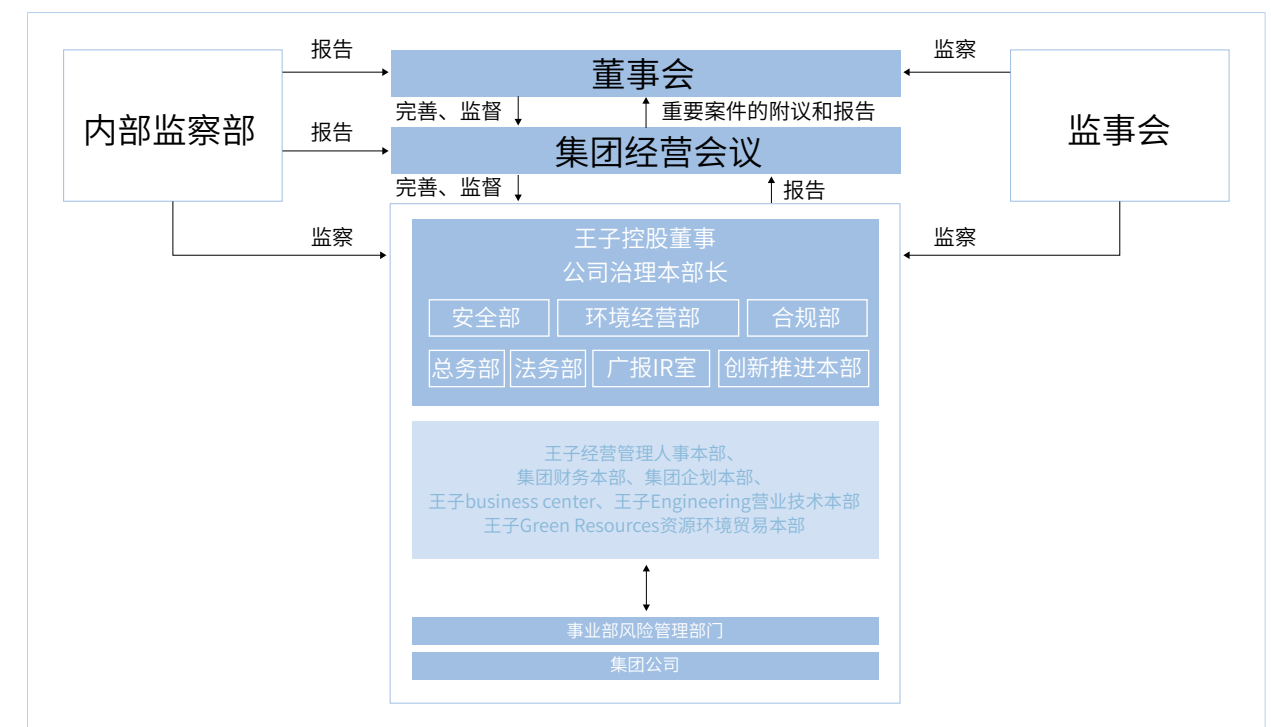 报告
董事会
监察
内部监察部
完善、监督
重要案件的附议和报告
监事会
报告
集团经营会议
完善、监督
报告
监察
王子控股董事
公司治理本部长
监察
安全部
环境经营部
合规部
总务部
法务部
广报IR室
创新推进本部
王子经营管理人事本部、
集团财务本部、集团企划本部、
王子business center、王子Engineering营业技术本部
王子Green Resources资源环境贸易本部
事业部风险管理部门
集团公司